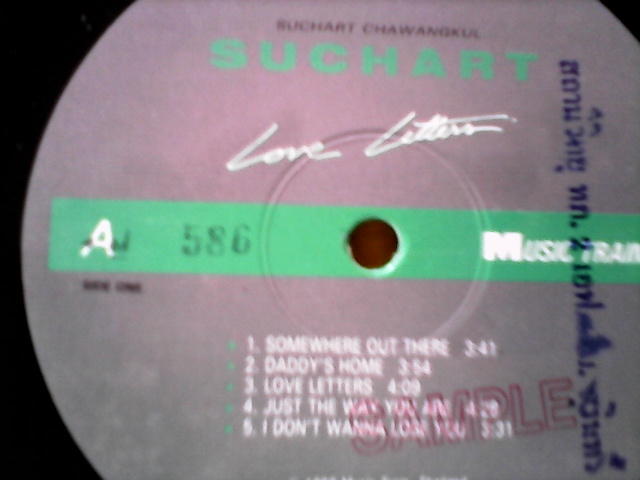 SUCHART CHAWANGKUL
SUCHART
Love Letters
A
586
MUSIC TRAIN
SIDE ONE
1. SOMEWHERE OUT THERE 3:41
2. DADDY'S HOME 3:54
3. LOVE LETTERS 4:09
4. JUST THE WAY YOU ARE
5. I DON'T WANNA LOSE YOU 3:31
SAMPLE